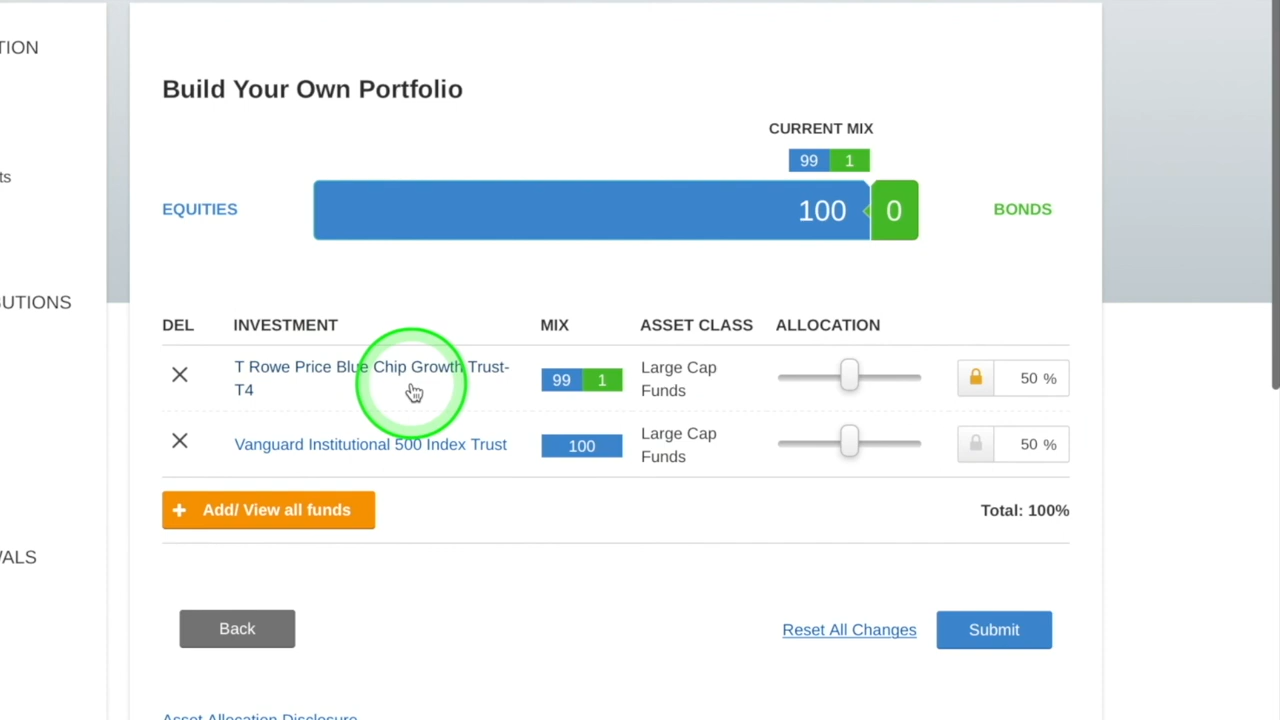 TION
ts
BUTIONS
WALS
Build Your Own Portfolio
CURRENT MIX
99 1
EQUITIES 100 0 BONDS
DEL INVESTMENT MIX ASSET CLASS ALLOCATION
T Rowe Price Blue Chip Growth Trust-
T4
99 1
Large Cap
Funds
50 %
Vanguard Institutional 500 Index Trust
100
Large Cap
Funds
50 %
+ Add/ View all funds
Total: 100%
Back
Reset All Changes
Submit
Asset Allocation Disclosure